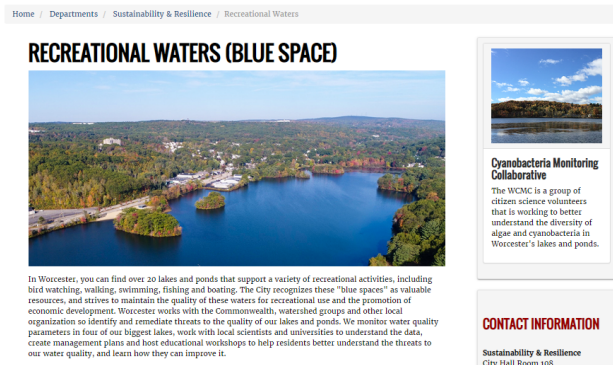 Home / Departments / Sustainability & Resilience / Recreational Waters
RECREATIONAL WATERS (BLUE SPACE)
In Worcester, you can find over 20 lakes and ponds that support a variety of recreational activities, including
bird watching, walking, swimming, fishing and boating. The City recognizes these "blue spaces" as valuable
resources, and strives to maintain the quality of these waters for recreational use and the promotion of
economic development. Worcester works with the Commonwealth, watershed groups and other local
organization so identify and remediate threats to the quality of our lakes and ponds. We monitor water quality
parameters in four of our biggest lakes, work with local scientists and universities to understand the data,
create management plans and host educational workshops to help residents better understand the threats to
our water quality, and learn how they can improve it.
Cyanobacteria Monitoring
Collaborative
The WCMC is a group of
citizen science volunteers
that is working to better
understand the diversity of
algae and cyanobacteria in
Worcester's lakes and ponds.
CONTACT INFORMATION
Sustainability & Resilience
City Hall Room 108